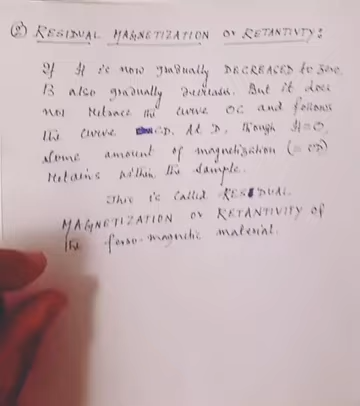 ② RESIDUAL MAGNETIZATION or RETANTIVITY:
If H is now gradually DECREASED to zero,
B also gradually decrease. But it does
not retrace the curve OC and follows
the curve CD. At D, though H=0,
some amount of magnetization (= OD)
retains within the sample.
This is called RESIDUAL
MAGNETIZATION or RETANTIVITY of
the ferro-magnetic material.